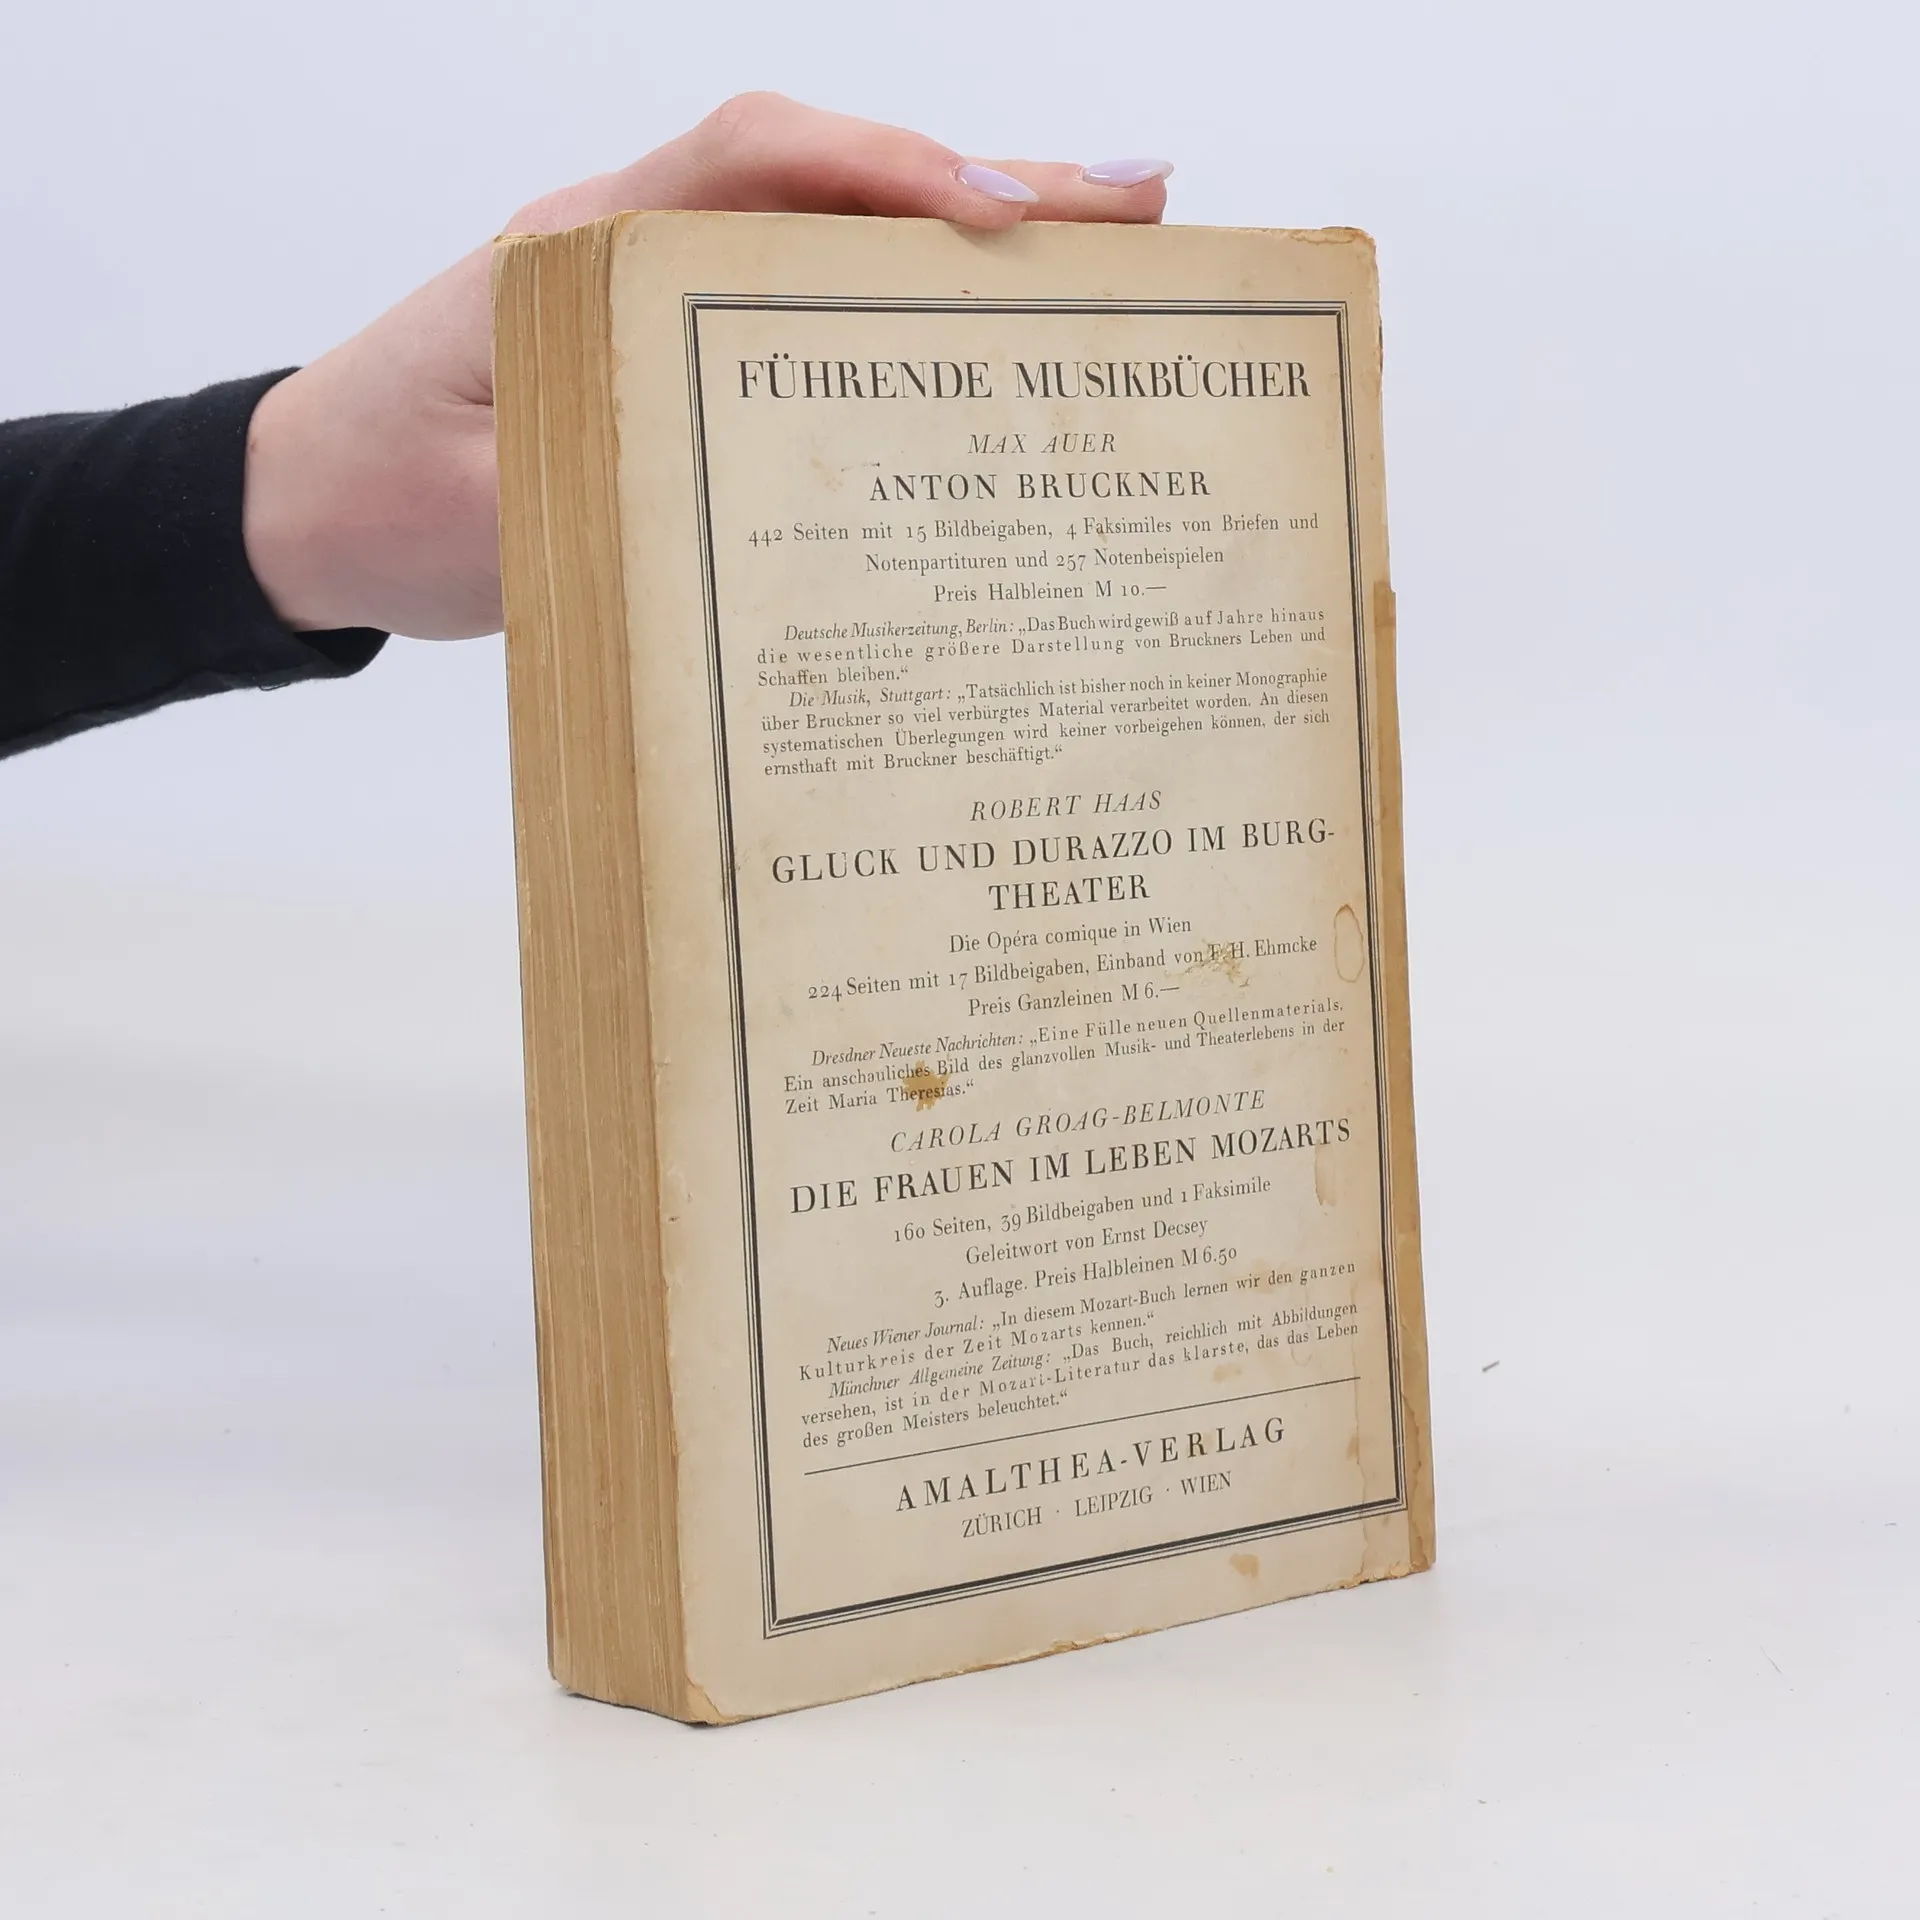 FÜHRENDE MUSIKBÜCHER
MAX AUER
ANTON BRUCKNER
442 Seiten mit 15 Bildbeigaben, 4 Faksimiles von Briefen und
Notenpartituren und 257 Notenbeispielen
Preis Halbleinen M 10.—
Deutsche Musikerzeitung, Berlin: „Das Buch wird gewiß auf Jahre hinaus
die wesentliche größere Darstellung von Bruckners Leben und
Schaffen bleiben.“
Die Musik, Stuttgart: „Tatsächlich ist bisher noch in keiner Monographie
über Bruckner so viel verbürgtes Material verarbeitet worden. An diesen
systematischen Überlegungen wird keiner vorbeigehen können, der sich
ernsthaft mit Bruckner beschäftigt.“
ROBERT HAAS
GLUCK UND DURAZZO IM BURG-
THEATER
Die Opéra comique in Wien
224 Seiten mit 17 Bildbeigaben, Einband von F. H. Ehmcke
Preis Ganzleinen M 6.—
Dresdner Neueste Nachrichten: „Eine Fülle neuen Quellenmaterials.
Ein anschauliches Bild des glanzvollen Musik- und Theaterlebens in der
Zeit Maria Theresias.“
CAROLA GROAG-BELMONTE
DIE FRAUEN IM LEBEN MOZARTS
160 Seiten, 39 Bildbeigaben und 1 Faksimile
Geleitwort von Ernst Decsey
3. Auflage. Preis Halbleinen M 6.50
Neues Wiener Journal: „In diesem Mozart-Buch lernen wir den ganzen
Kulturkreis der Zeit Mozarts kennen.“
Münchner Allgemeine Zeitung: „Das Buch, reichlich mit Abbildungen
versehen, ist in der Mozart-Literatur das klarste, das das Leben
des großen Meisters beleuchtet.“
AMALTHEA-VERLAG
ZÜRICH · LEIPZIG · WIEN